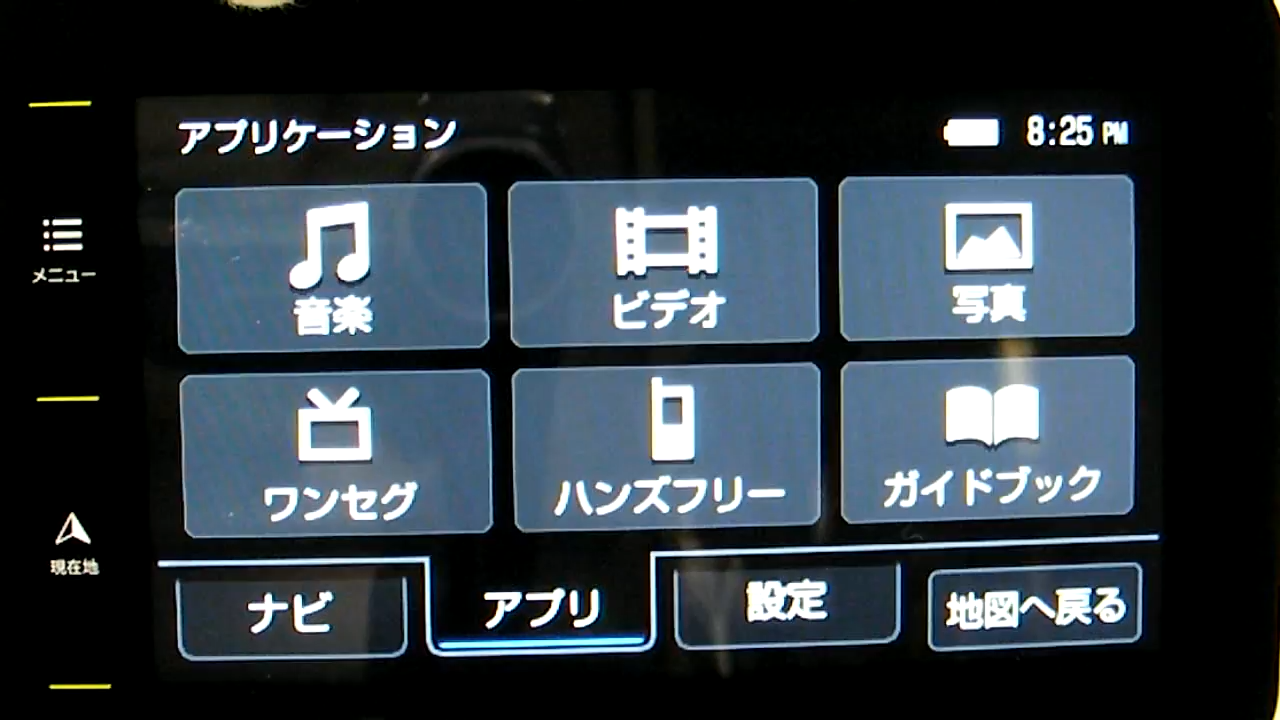 アプリケーション
8:25 PM
メニュー
音楽
ビデオ
写真
ワンセグ
ハンズフリー
ガイドブック
現在地
ナビ
アプリ
設定
地図へ戻る